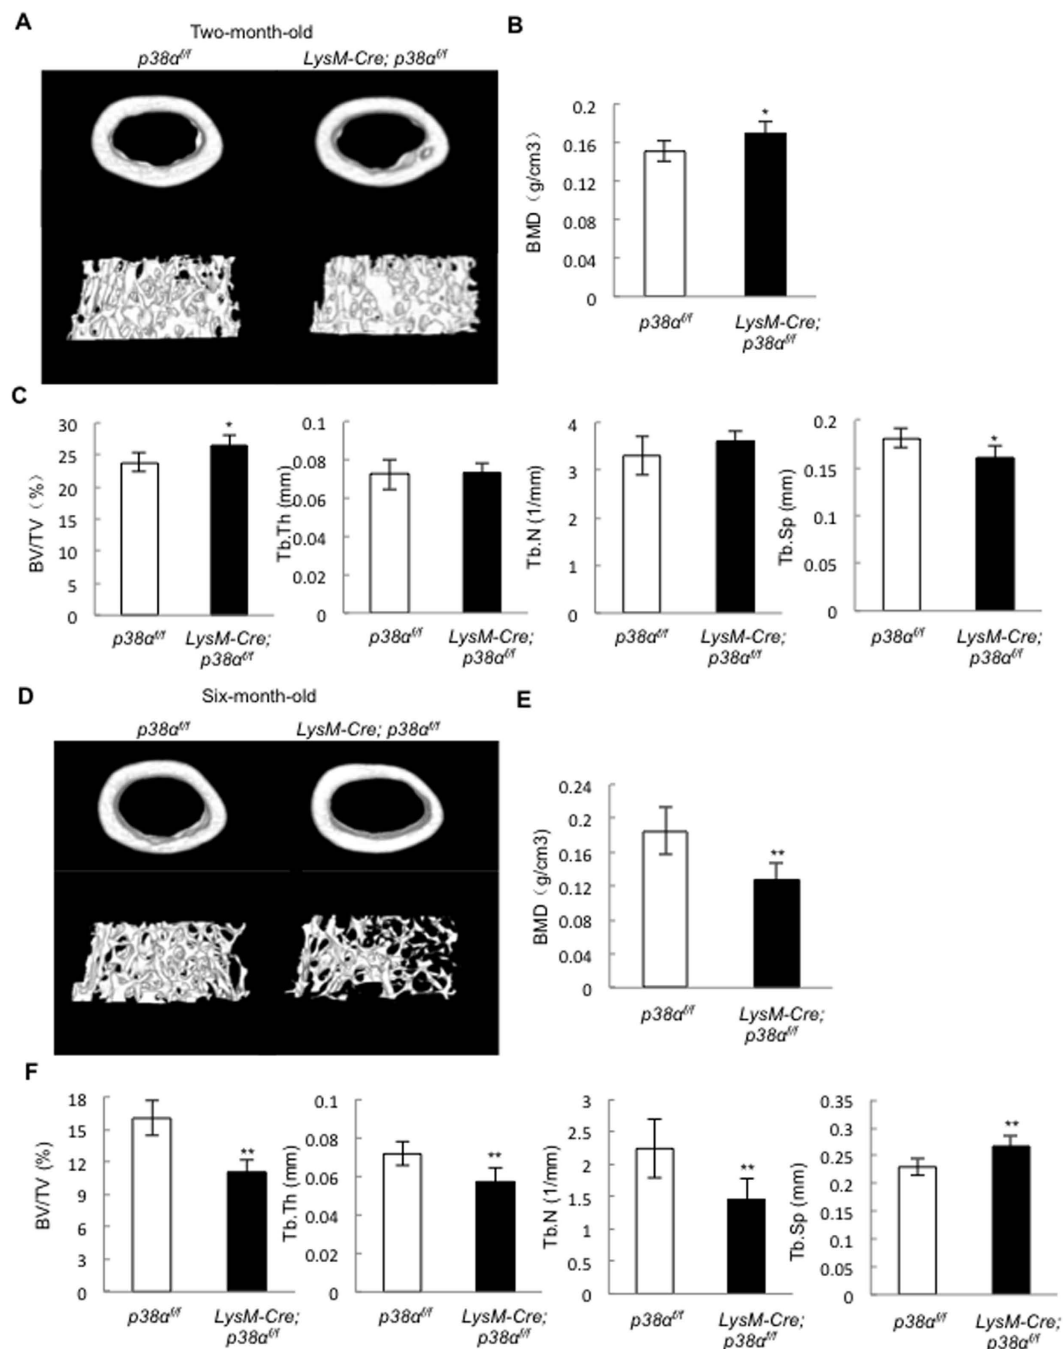 A
Two-month-old
p38α^f/f LysM-Cre; p38α^f/f
B
BMD（g/cm3）
0.2
0.16
0.12
0.08
0.04
0
*
p38α^f/f LysM-Cre;
p38α^f/f
C
BV/TV（%）
30
25
20
15
10
5
0
*
p38α^f/f LysM-Cre;
p38α^f/f
Tb.Th (mm)
0.1
0.08
0.06
0.04
0.02
0
p38α^f/f LysM-Cre;
p38α^f/f
Tb.N (1/mm)
4
3
2
1
0
p38α^f/f LysM-Cre;
p38α^f/f
Tb.Sp (mm)
0.2
0.15
0.1
0.05
0
*
p38α^f/f LysM-Cre;
p38α^f/f
D
Six-month-old
p38α^f/f LysM-Cre; p38α^f/f
E
BMD（g/cm3)
0.24
0.2
0.16
0.12
0.08
0.04
0
**
p38α^f/f LysM-Cre;
p38α^f/f
F
BV/TV (%)
18
15
12
9
6
3
0
**
p38α^f/f LysM-Cre;
p38α^f/f
Tb.Th (mm)
0.1
0.08
0.06
0.04
0.02
0
**
p38α^f/f LysM-Cre;
p38α^f/f
Tb.N (1/mm)
3
2.5
2
1.5
1
0.5
0
**
p38α^f/f LysM-Cre;
p38α^f/f
Tb.Sp (mm)
0.35
0.3
0.25
0.2
0.15
0.1
0.05
0
**
p38α^f/f LysM-Cre;
p38α^f/f